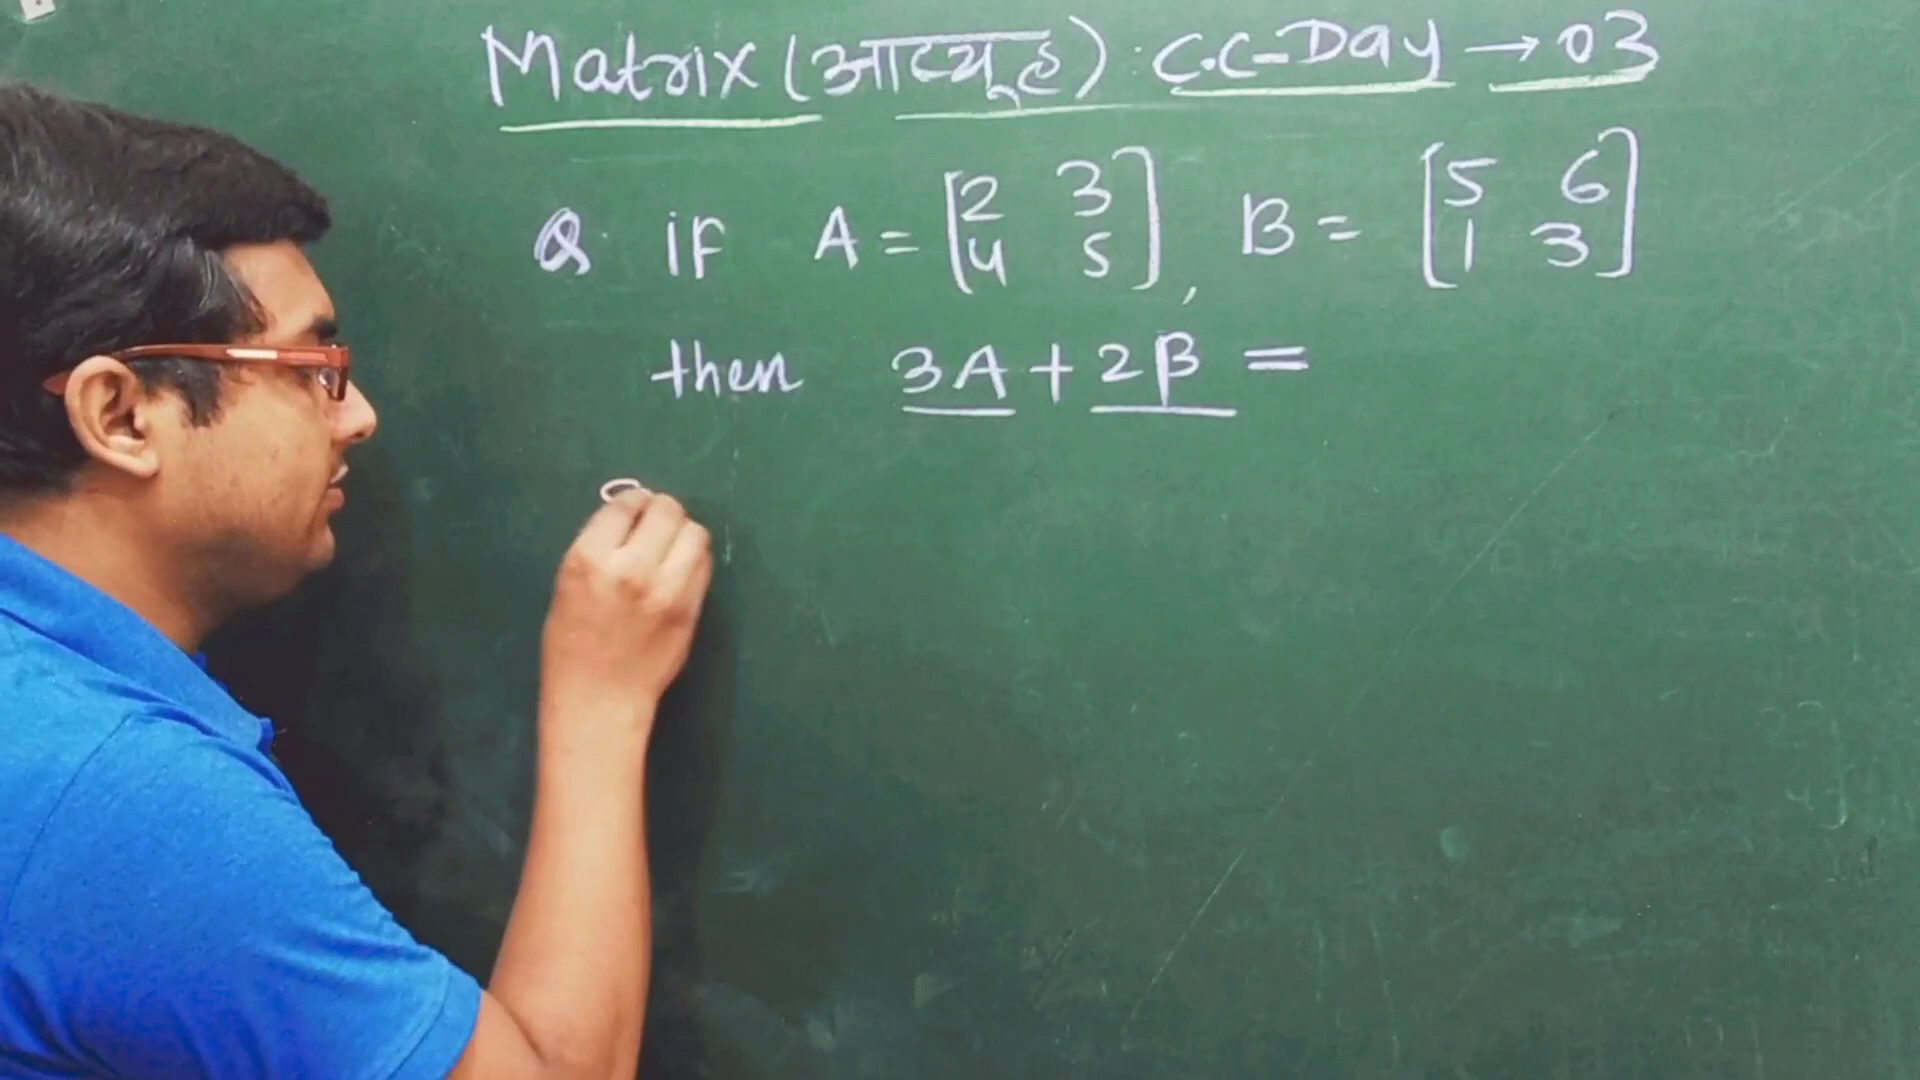 Matrix (आव्यूह) : C.C-Day → 03
Q if A = [2 3 4 5], B = [5 6 1 3]
then 3A + 2B =